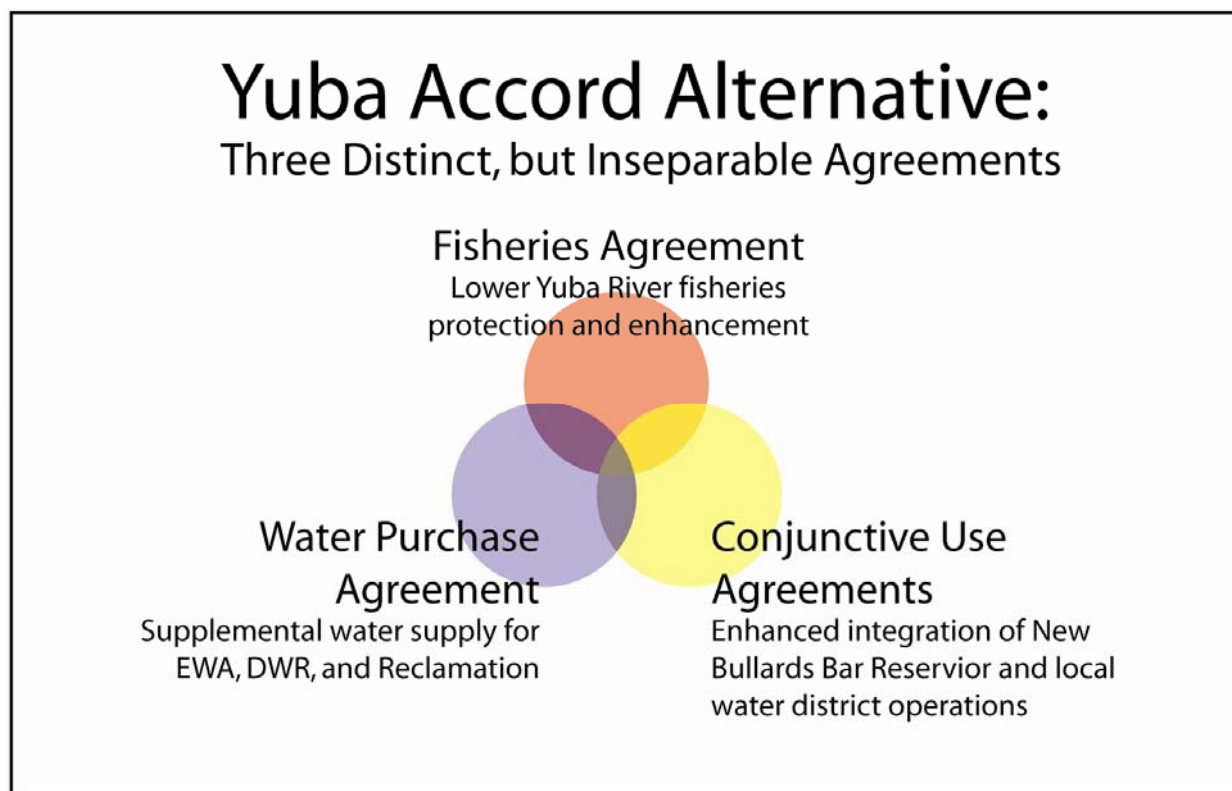 Yuba Accord Alternative:
Three Distinct, but Inseparable Agreements
Fisheries Agreement
Lower Yuba River fisheries
protection and enhancement
Water Purchase
Agreement
Supplemental water supply for
EWA, DWR, and Reclamation
Conjunctive Use
Agreements
Enhanced integration of New
Bullards Bar Reservior and local
water district operations